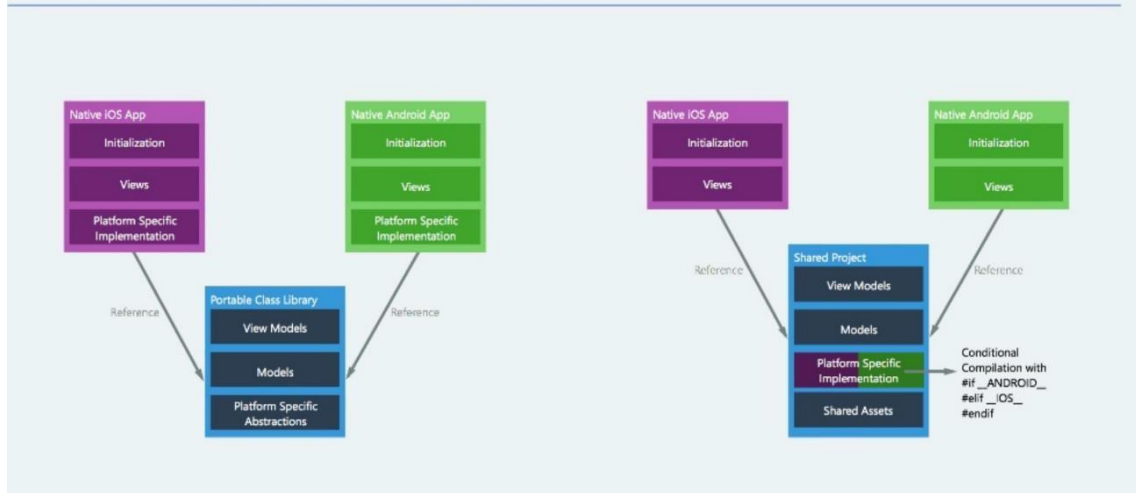 Native iOS App
Initialization
Views
Platform Specific
Implementation
Native Android App
Initialization
Views
Platform Specific
Implementation
Reference
Reference
Portable Class Library
View Models
Models
Platform Specific
Abstractions
Native iOS App
Initialization
Views
Native Android App
Initialization
Views
Reference
Reference
Shared Project
View Models
Models
Platform Specific
Implementation
Shared Assets
Conditional
Compilation with
#if __ANDROID__
#elif __IOS__
#endif